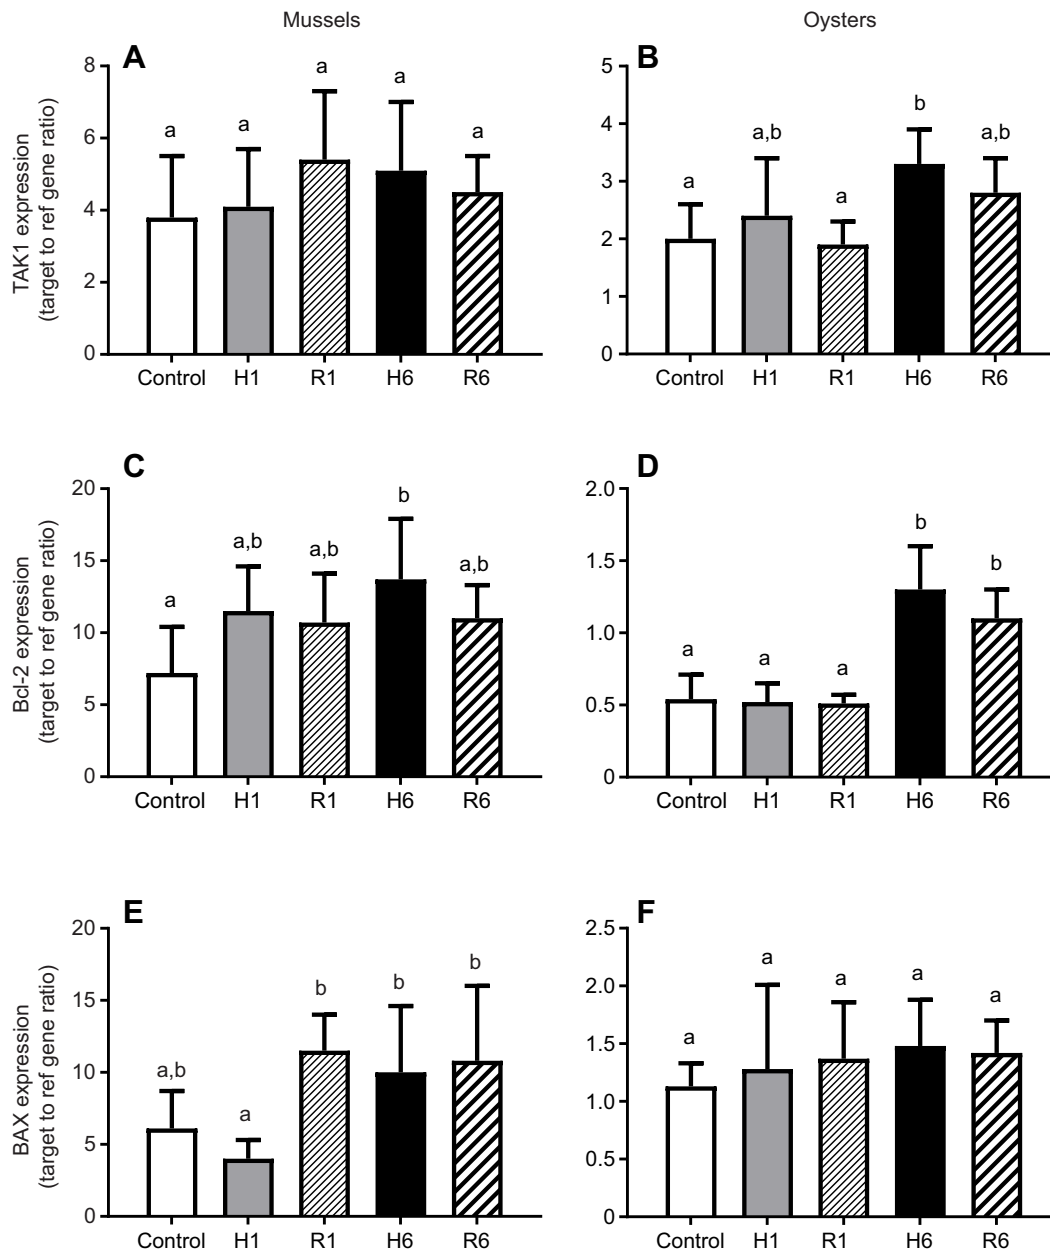 Mussels
Oysters
A
TAK1 expression
(target to ref gene ratio)
8
6
4
2
0
a
a
a
a
a
Control H1 R1 H6 R6
B
5
4
3
2
1
0
a
a,b
a
b
a,b
Control H1 R1 H6 R6
C
Bcl-2 expression
(target to ref gene ratio)
20
15
10
5
0
a
a,b
a,b
b
a,b
Control H1 R1 H6 R6
D
2.0
1.5
1.0
0.5
0
a
a
a
b
b
Control H1 R1 H6 R6
E
BAX expression
(target to ref gene ratio)
20
15
10
5
0
a,b
a
b
b
b
Control H1 R1 H6 R6
F
2.5
2.0
1.5
1.0
0.5
0
a
a
a
a
a
Control H1 R1 H6 R6